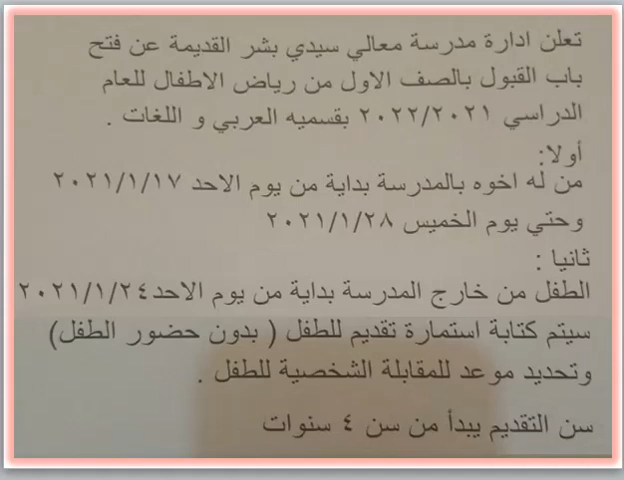 تعلن ادارة مدرسة معالي سيدي بشر القديمة عن فتح
باب القبول بالصف الاول من رياض الاطفال للعام
الدراسي ٢٠٢٢/٢٠٢١ بقسميه العربي و اللغات .
أولا:
من له اخوه بالمدرسة بداية من يوم الاحد ٢٠٢١/١/١٧
وحتي يوم الخميس ٢٠٢١/١/٢٨
ثانيا :
الطفل من خارج المدرسة بداية من يوم الاحد٢٠٢١/١/٢٤
سيتم كتابة استمارة تقديم للطفل ( بدون حضور الطفل)
وتحديد موعد للمقابلة الشخصية للطفل .
سن التقديم يبدأ من سن ٤ سنوات